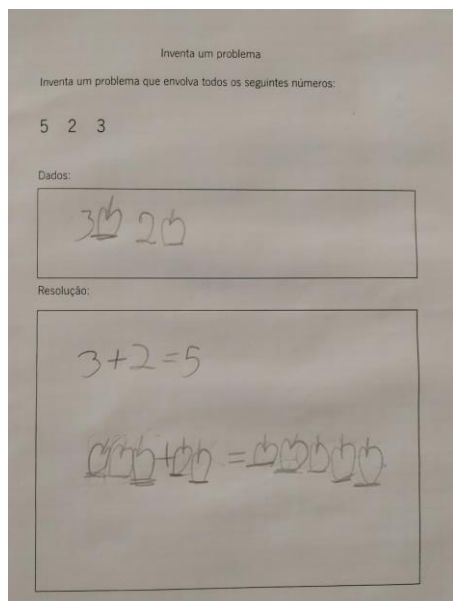 Inventa um problema
Inventa um problema que envolva todos os seguintes números:
5 2 3
Dados:
3 2
Resolução:
3+2=5
+ =